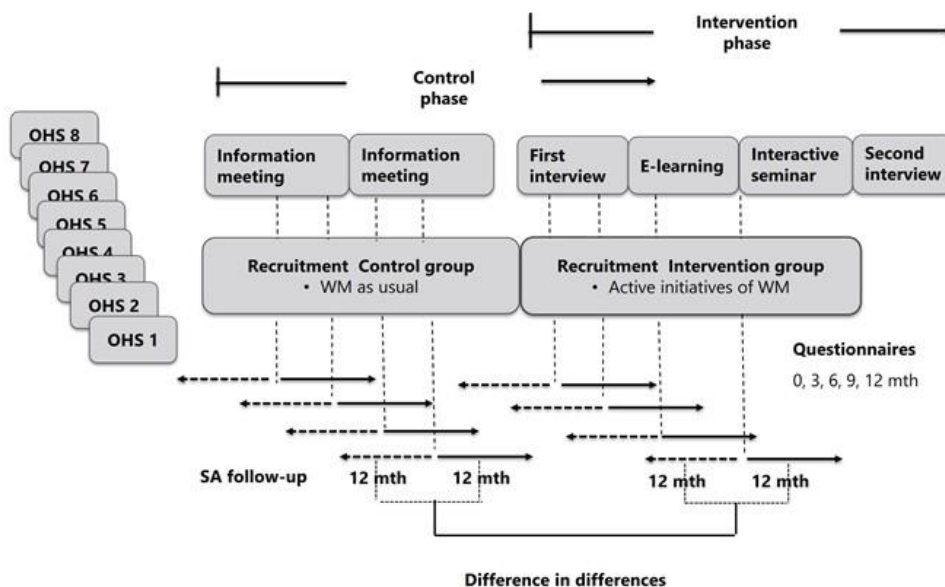 Intervention
phase
Control
phase
OHS 8
OHS 7
OHS 6
OHS 5
OHS 4
OHS 3
OHS 2
OHS 1
Information
meeting
Information
meeting
First
interview
E-learning
Interactive
seminar
Second
interview
Recruitment Control group
• WM as usual
Recruitment Intervention group
• Active initiatives of WM
Questionnaires
0, 3, 6, 9, 12 mth
SA follow-up
12 mth
12 mth
12 mth
12 mth
Difference in differences